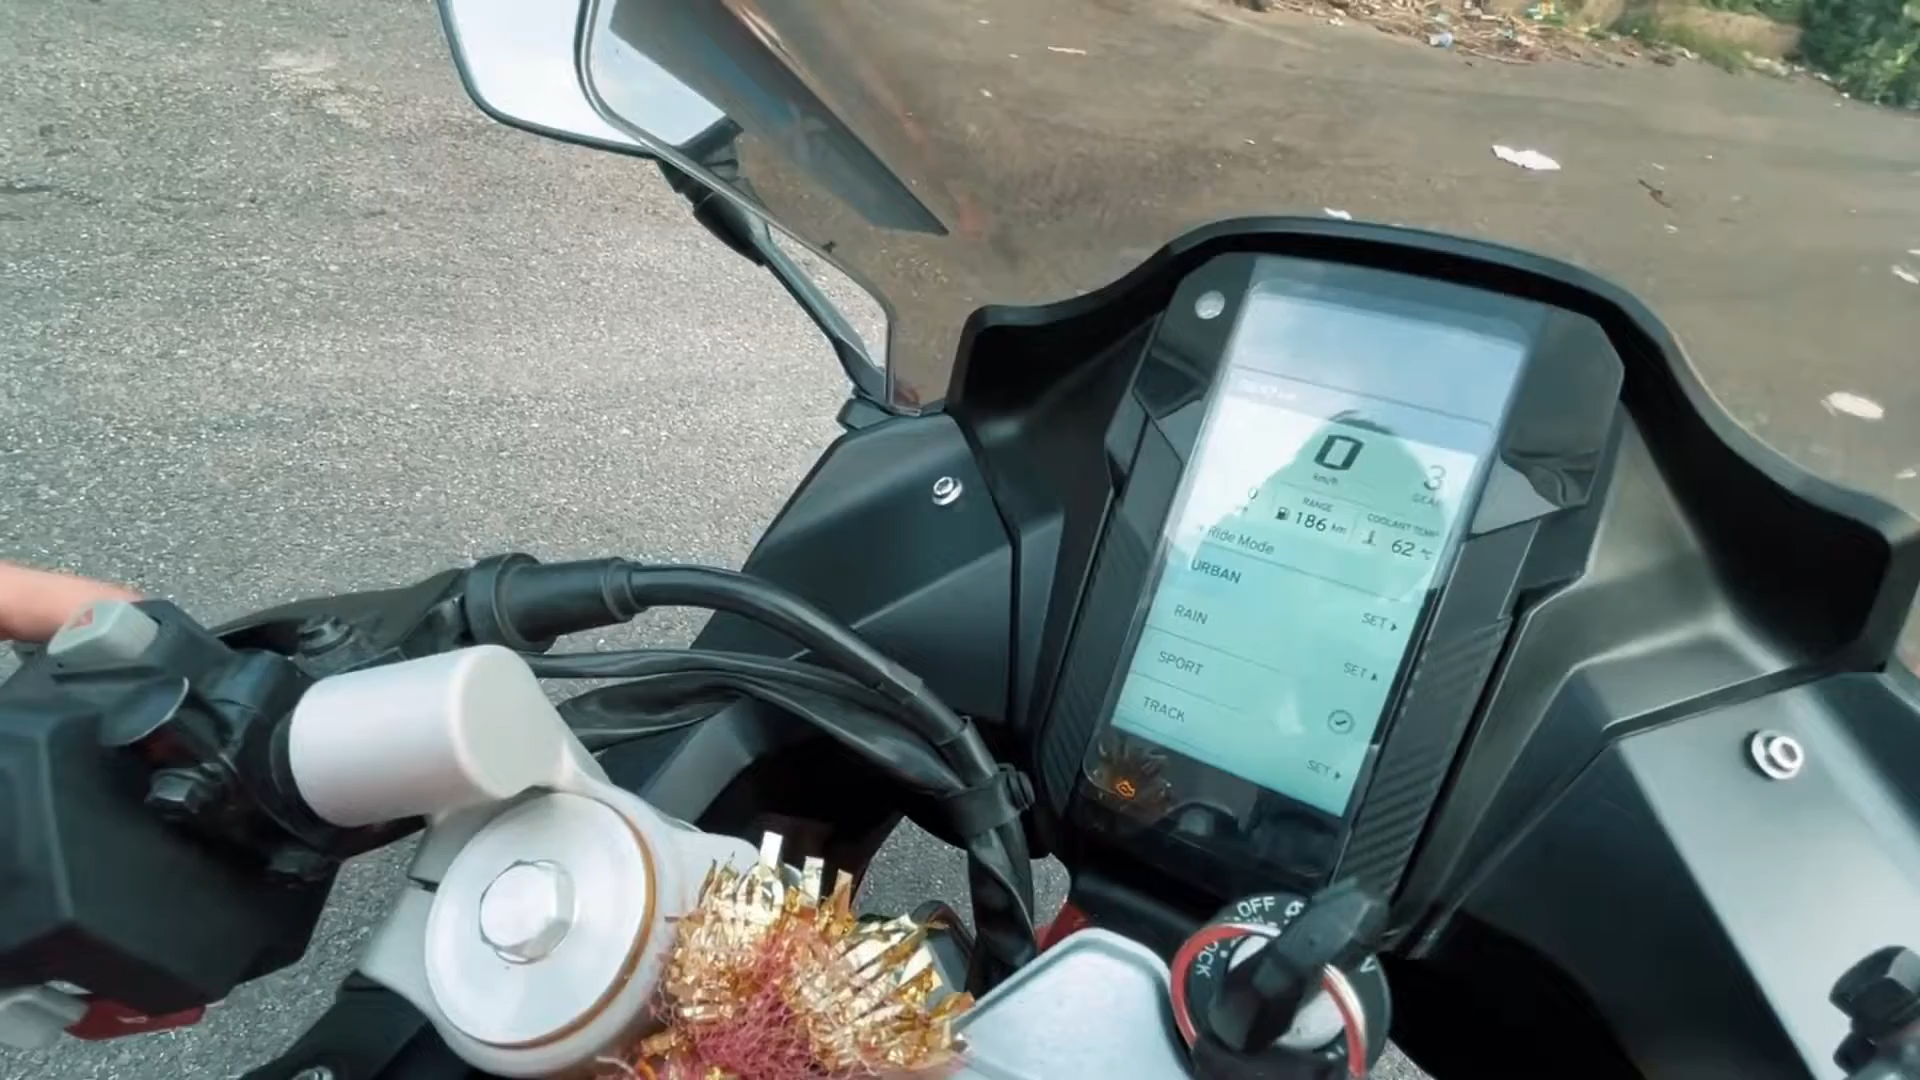 0
3
km/h
GEAR
0
RANGE
COOLANT TEMP
186 km
62 °C
Ride Mode
URBAN
SET
RAIN
SET
SPORT
TRACK
SET
OFF